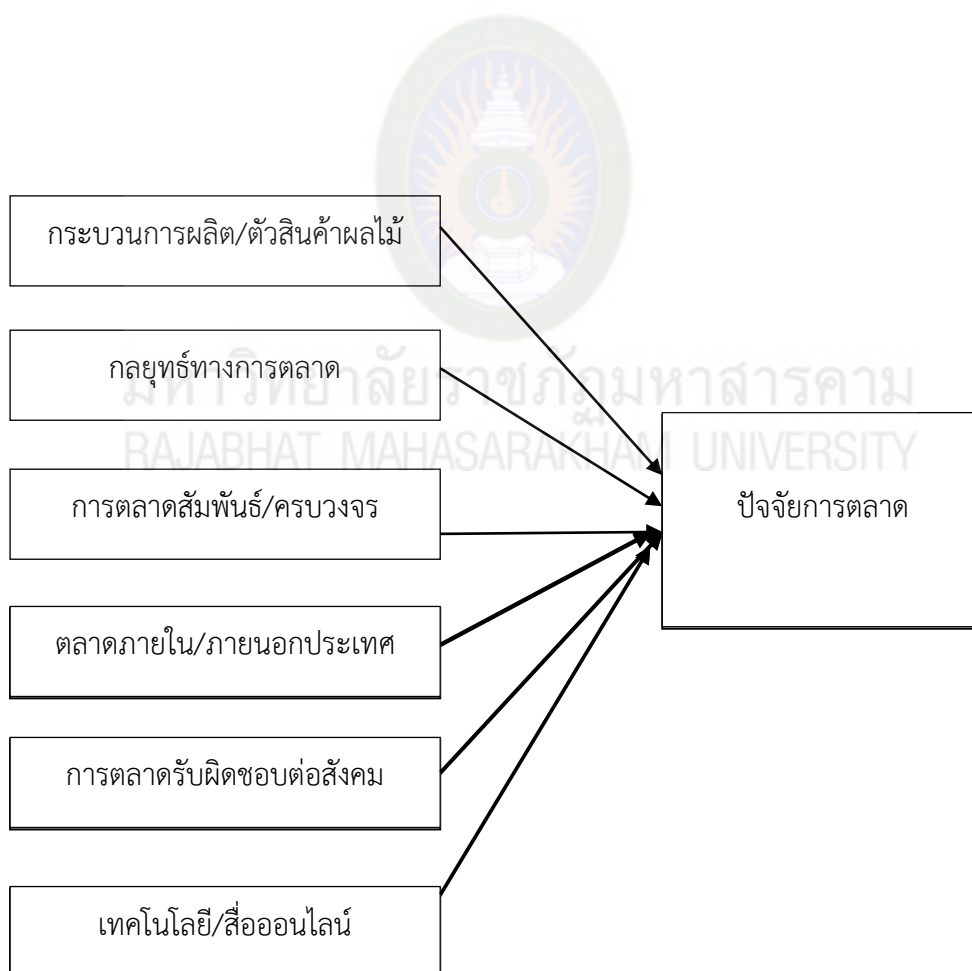 กระบวนการผลิต/ตัวสินค้าผลไม้
กลยุทธ์ทางการตลาด
มหาวิทยาลัยราชภัฏมหาสารคาม
RAJABHAT MAHASARAKHAM UNIVERSITY
การตลาดสัมพันธ์/ครบวงจร
ปัจจัยการตลาด
ตลาดภายใน/ภายนอกประเทศ
การตลาดรับผิดชอบต่อสังคม
เทคโนโลยี/สื่อออนไลน์